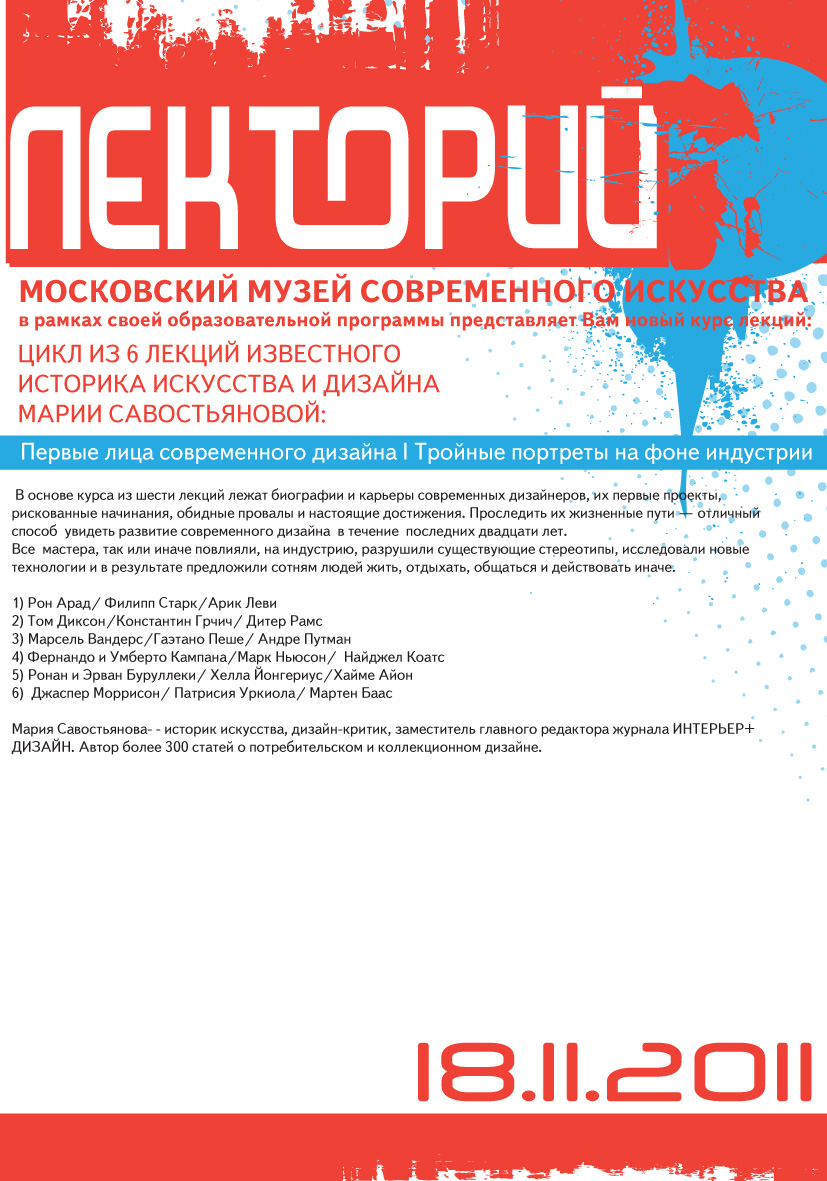 ЛЕКТОРИЙ
МОСКОВСКИЙ МУЗЕЙ СОВРЕМЕННОГО ИСКУССТВА
в рамках своей образовательной программы представляет Вам новый курс лекций:
ЦИКЛ ИЗ 6 ЛЕКЦИЙ ИЗВЕСТНОГО
ИСТОРИКА ИСКУССТВА И ДИЗАЙНА
МАРИИ САВОСТЬЯНОВОЙ:
Первые лица современного дизайна | Тройные портреты на фоне индустрии
В основе курса из шести лекций лежат биографии и карьеры современных дизайнеров, их первые проекты,
рискованные начинания, обидные провалы и настоящие достижения. Проследить их жизненные пути — отличный
способ увидеть развитие современного дизайна в течение последних двадцати лет.
Все мастера, так или иначе повлияли, на индустрию, разрушили существующие стереотипы, исследовали новые
технологии и в результате предложили сотням людей жить, отдыхать, общаться и действовать иначе.
1) Рон Арад/ Филипп Старк/Арик Леви
2) Том Диксон/Константин Грчич/ Дитер Рамс
3) Марсель Вандерс/Гаэтано Пеше/ Андре Путман
4) Фернандо и Умберто Кампана/Марк Ньюсон/ Найджел Коатс
5) Ронан и Эрван Буруллеки/ Хелла Йонгериус/Хайме Айон
6) Джаспер Моррисон/ Патрисия Уркиола/ Мартен Баас
Мария Савостьянова- - историк искусства, дизайн-критик, заместитель главного редактора журнала ИНТЕРЬЕР+
ДИЗАЙН. Автор более 300 статей о потребительском и коллекционном дизайне.
18.11.2011